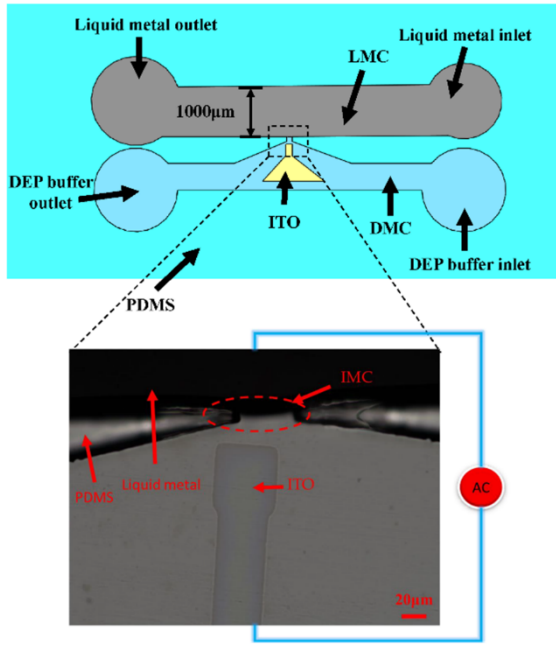 Liquid metal outlet
Liquid metal inlet
LMC
1000μm
DEP buffer
outlet
ITO
DMC
DEP buffer inlet
PDMS
IMC
PDMS
Liquid metal
ITO
AC
20μm